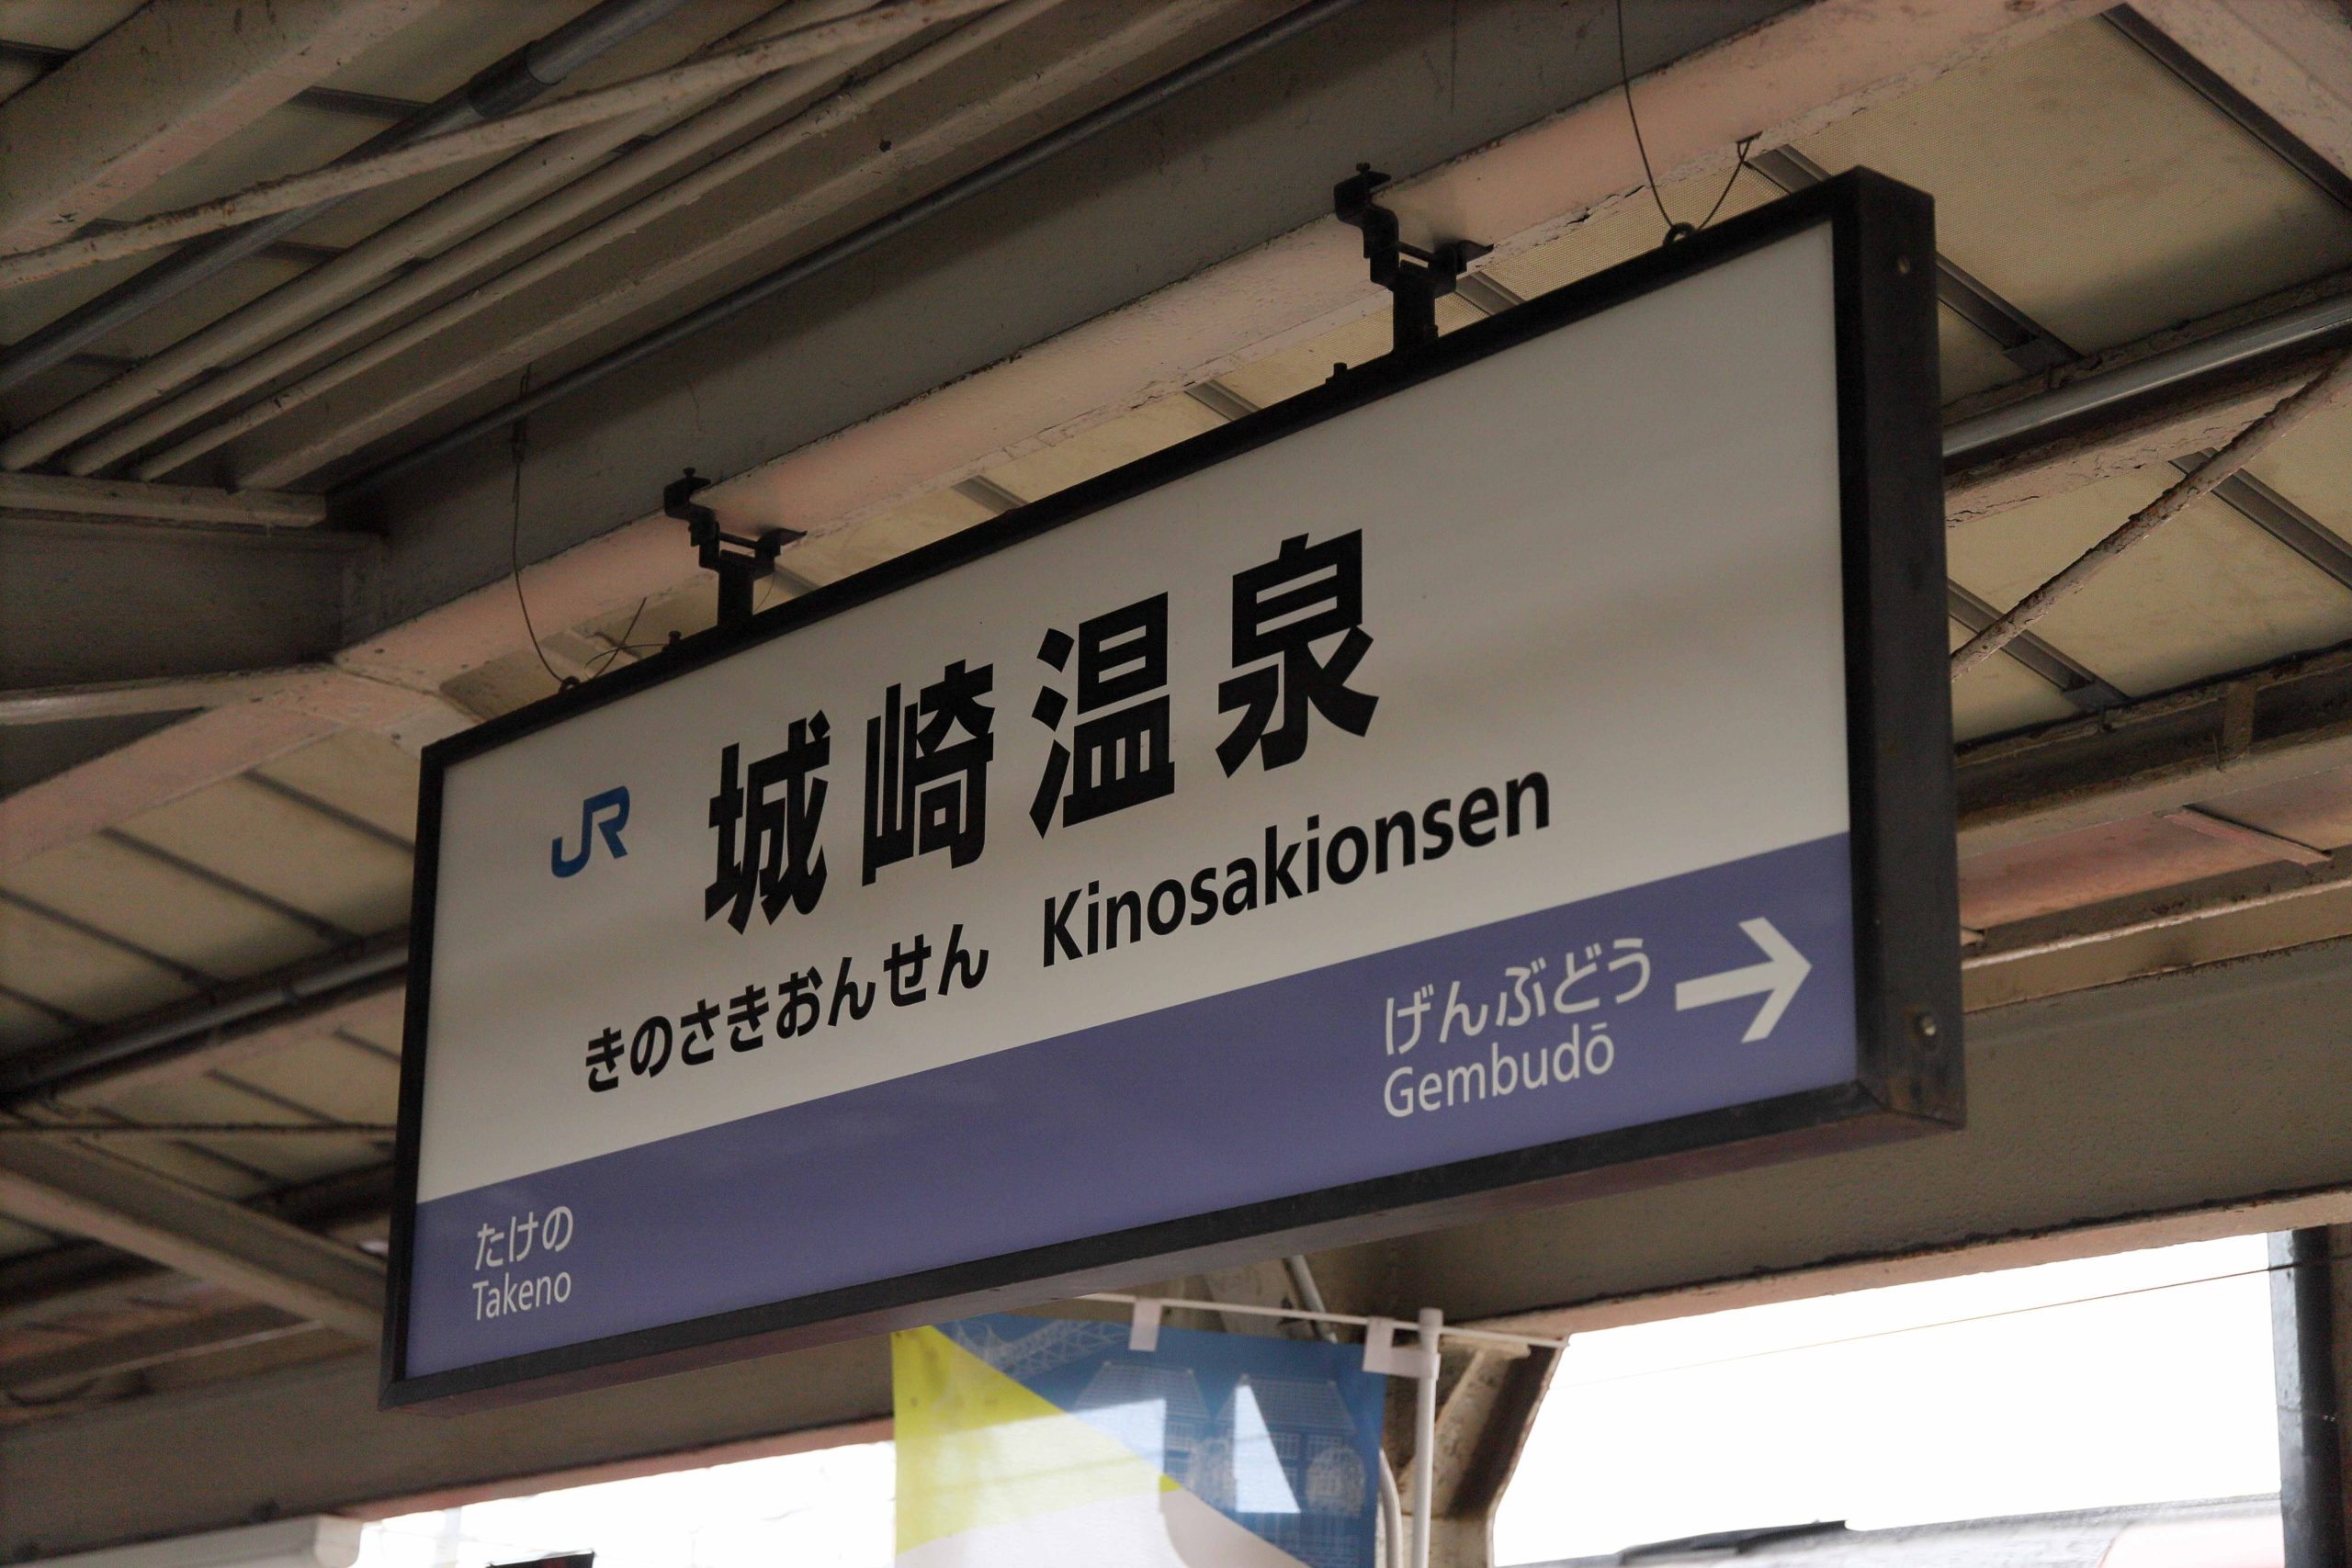 JR 城崎温泉
きのさきおんせん Kinosakionsen
げんぶどう →
Gembudō
たけの
Takeno